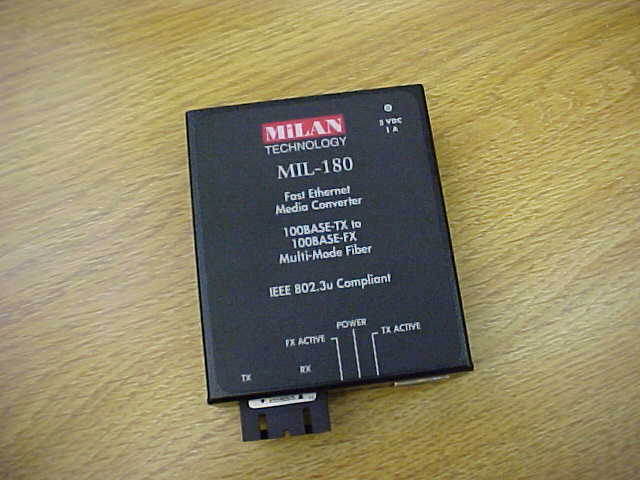 MiLAN
TECHNOLOGY
5 VDC
1 A
MIL-180
Fast Ethernet
Media Converter
100BASE-TX to
100BASE-FX
Multi-Mode Fiber
IEEE 802.3u Compliant
POWER
FX ACTIVE
TX ACTIVE
TX
RX